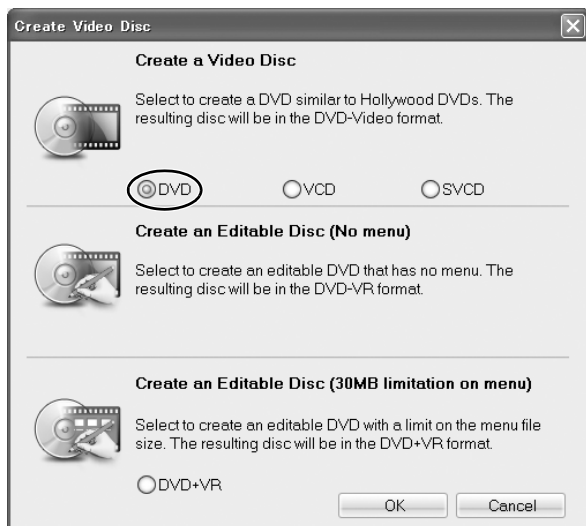 Create Video Disc
Create a Video Disc
Select to create a DVD similar to Hollywood DVDs. The
resulting disc will be in the DVD-Video format.
DVD VCD SVCD
Create an Editable Disc (No menu)
Select to create an editable DVD that has no menu. The
resulting disc will be in the DVD-VR format.
Create an Editable Disc (30MB limitation on menu)
Select to create an editable DVD with a limit on the menu file
size. The resulting disc will be in the DVD+VR format.
DVD+VR
OK Cancel